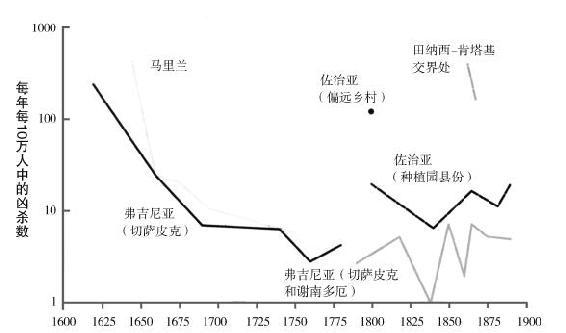 每年每10万人中的凶杀数
1000
100
10
1
马里兰
田纳西-肯塔基
交界处
佐治亚
（偏远乡村）
佐治亚
（种植园县份）
弗吉尼亚
（切萨皮克）
弗吉尼亚（切萨皮克
和谢南多厄）
1600 1625 1650 1675 1700 1725 1750 1775 1800 1825 1850 1875 1900